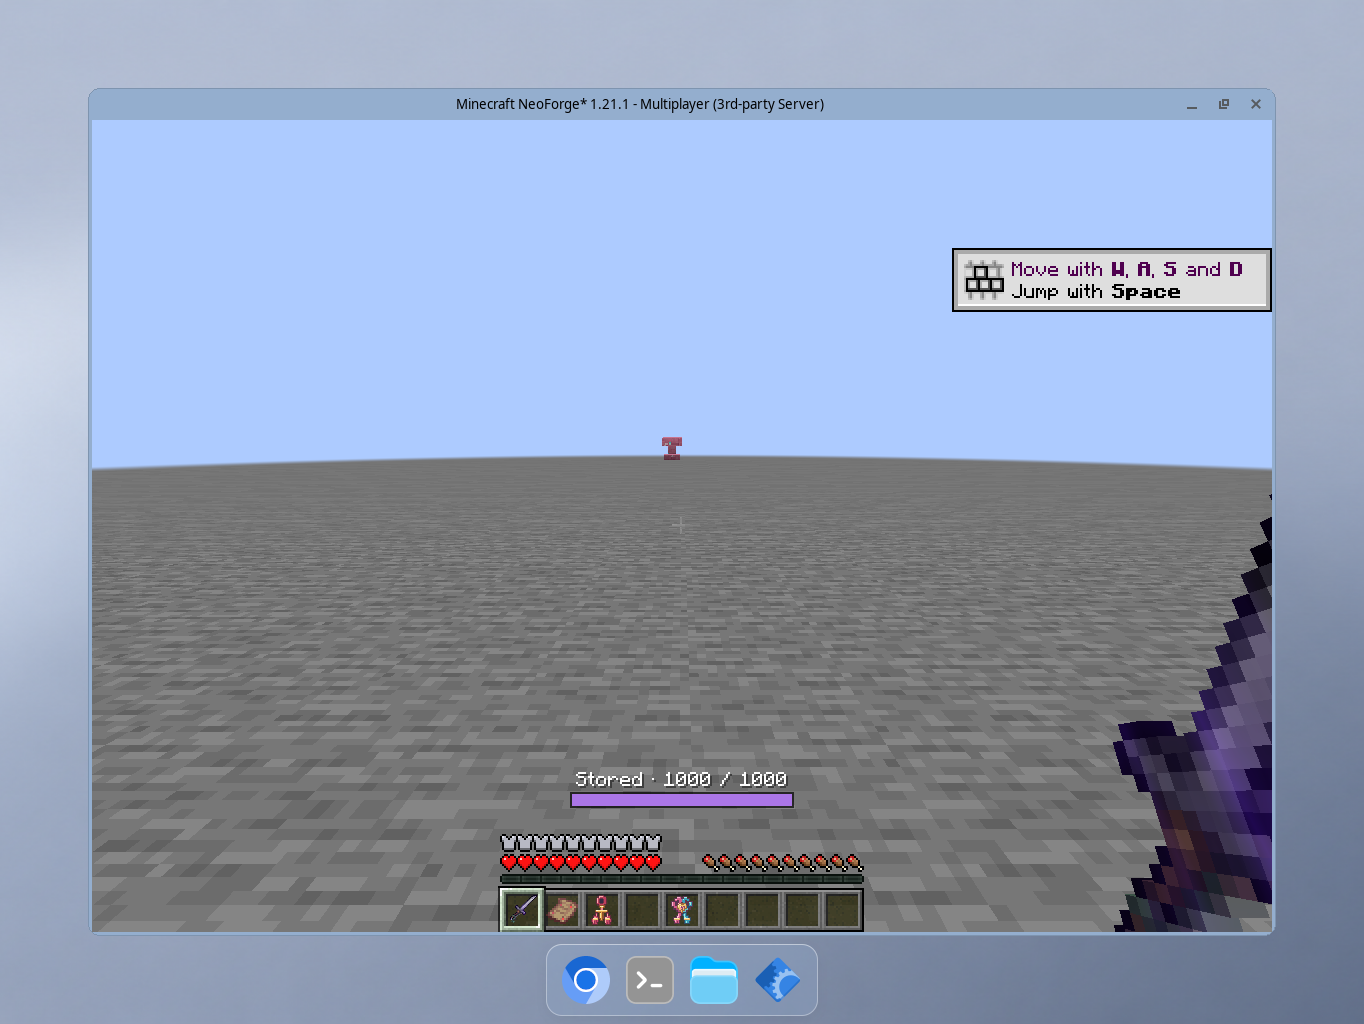 Minecraft NeoForge* 1.21.1 - Multiplayer (3rd-party Server)
Move with W, A, S and D
Jump with Space
Stored · 1000 / 1000